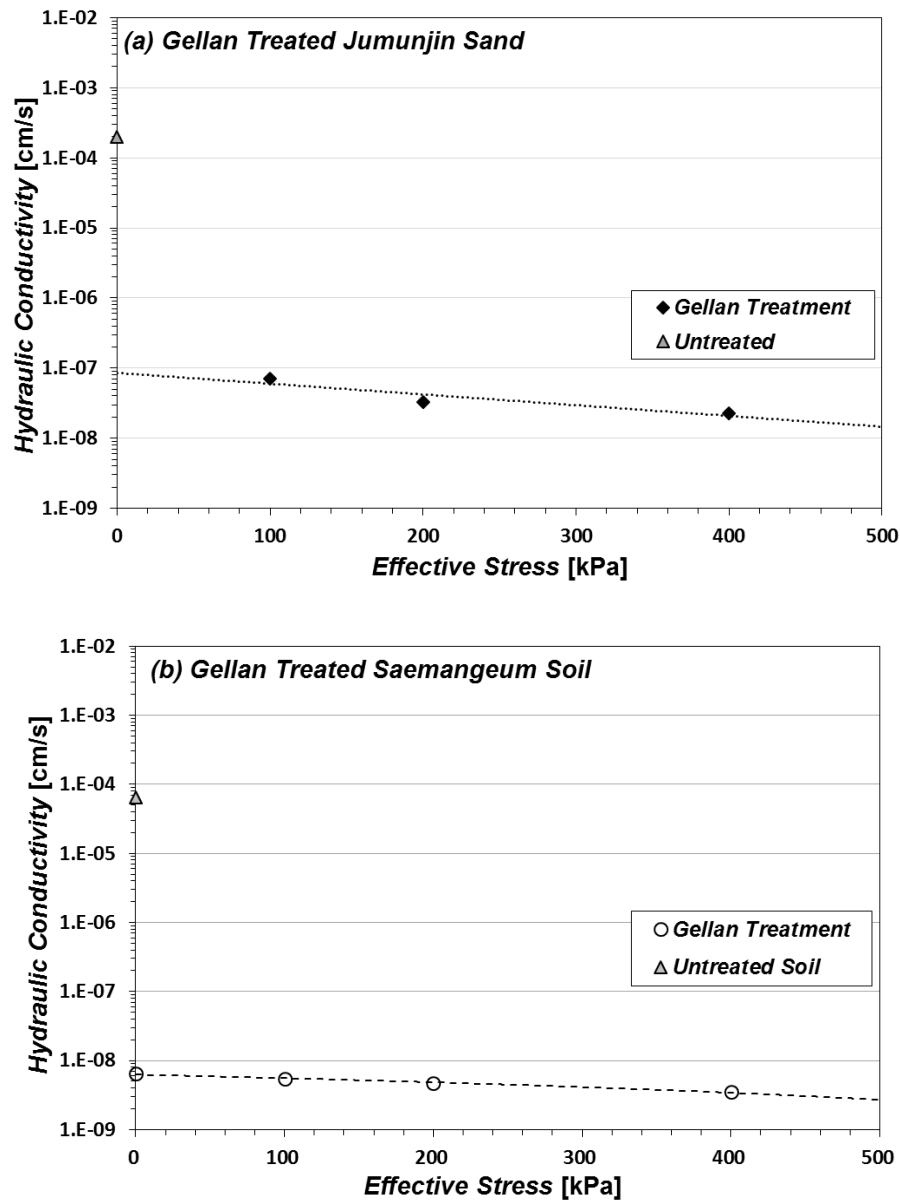 (a) Gellan Treated Jumunjin Sand
Hydraulic Conductivity [cm/s]
1.E-02
1.E-03
1.E-04
1.E-05
1.E-06
1.E-07
1.E-08
1.E-09
Gellan Treatment
Untreated
0 100 200 300 400 500
Effective Stress [kPa]
(b) Gellan Treated Saemangeum Soil
Hydraulic Conductivity [cm/s]
1.E-02
1.E-03
1.E-04
1.E-05
1.E-06
1.E-07
1.E-08
1.E-09
Gellan Treatment
Untreated Soil
0 100 200 300 400 500
Effective Stress [kPa]